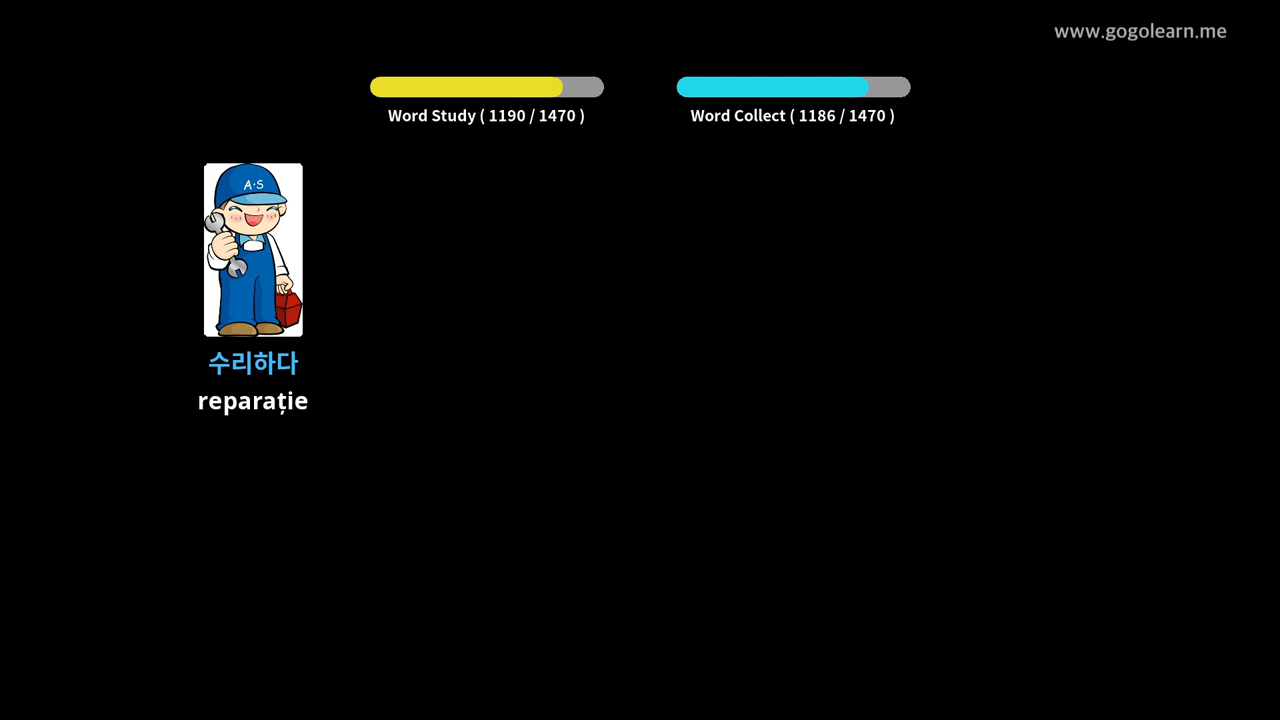 www.gogolearn.me
Word Study ( 1190 / 1470 )
Word Collect ( 1186 / 1470 )
A·S
수리하다
reparație